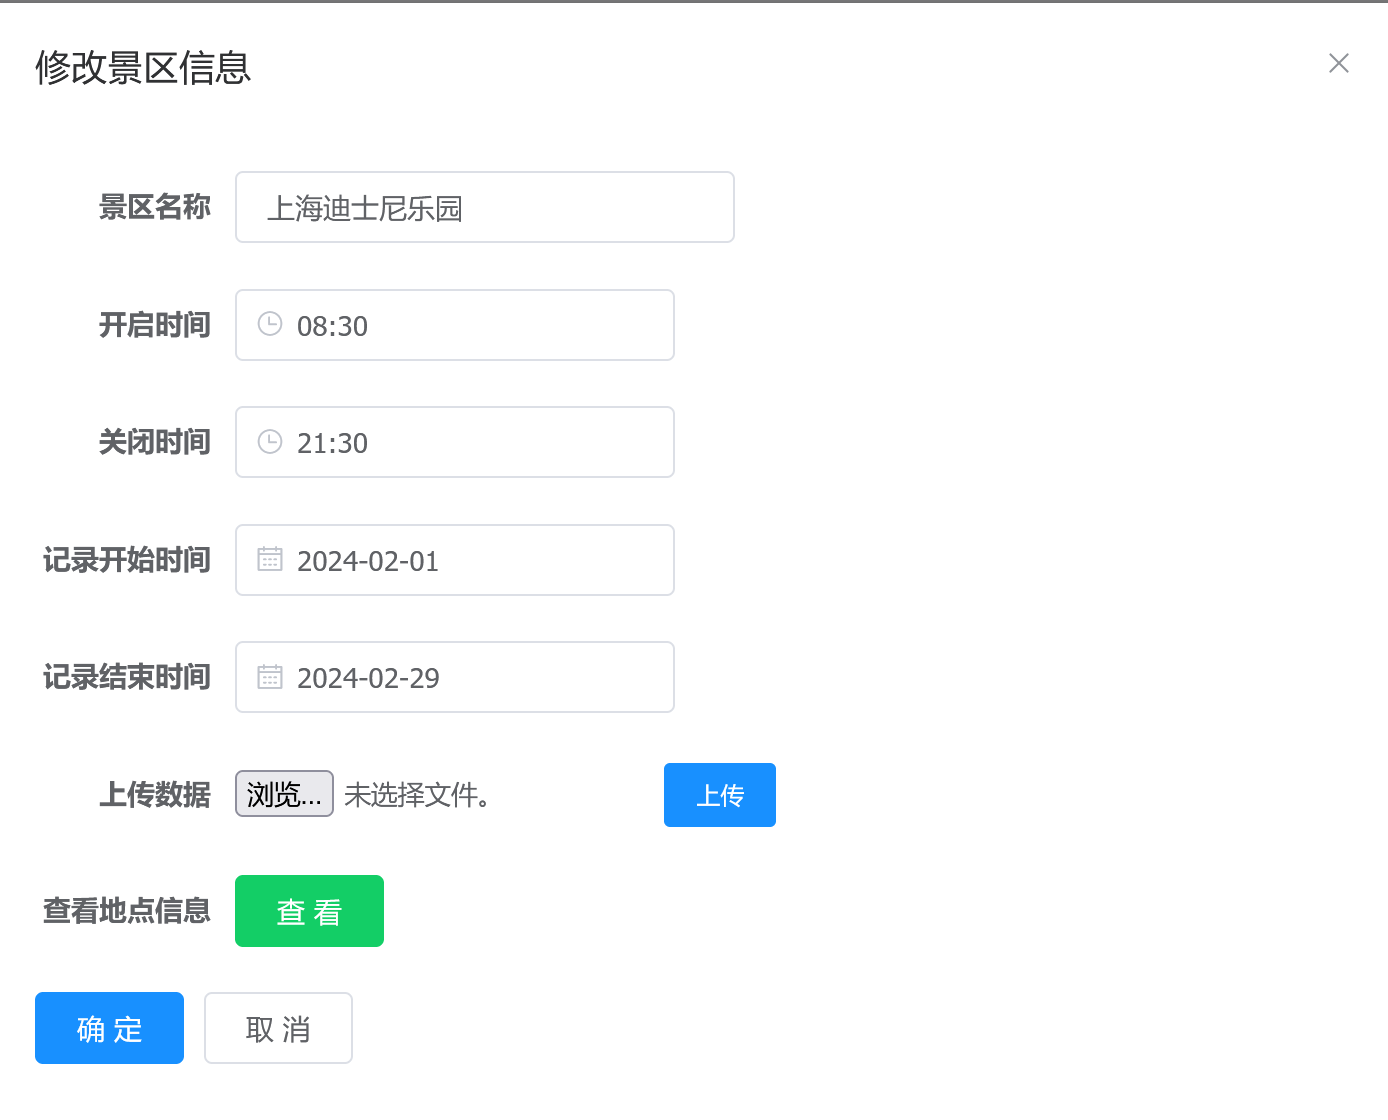 修改景区信息
景区名称 上海迪士尼乐园
开启时间 08:30
关闭时间 21:30
记录开始时间 2024-02-01
记录结束时间 2024-02-29
上传数据 浏览... 未选择文件。 上传
查看地点信息 查 看
确 定 取 消